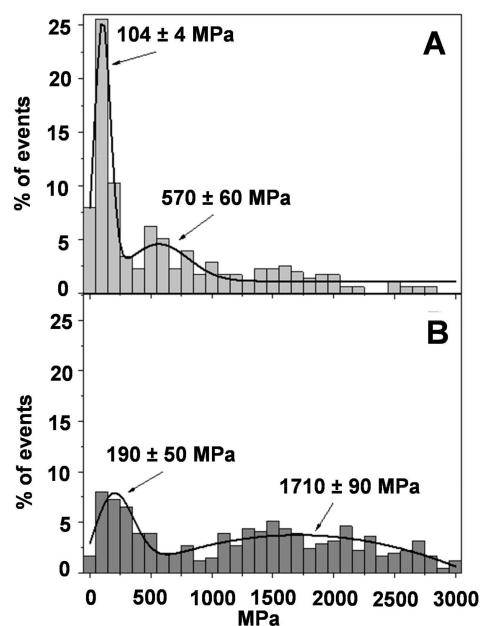 A
104 ± 4 MPa
570 ± 60 MPa
% of events
25
20
15
10
5
0
B
190 ± 50 MPa
1710 ± 90 MPa
% of events
25
20
15
10
5
0
0 500 1000 1500 2000 2500 3000
MPa